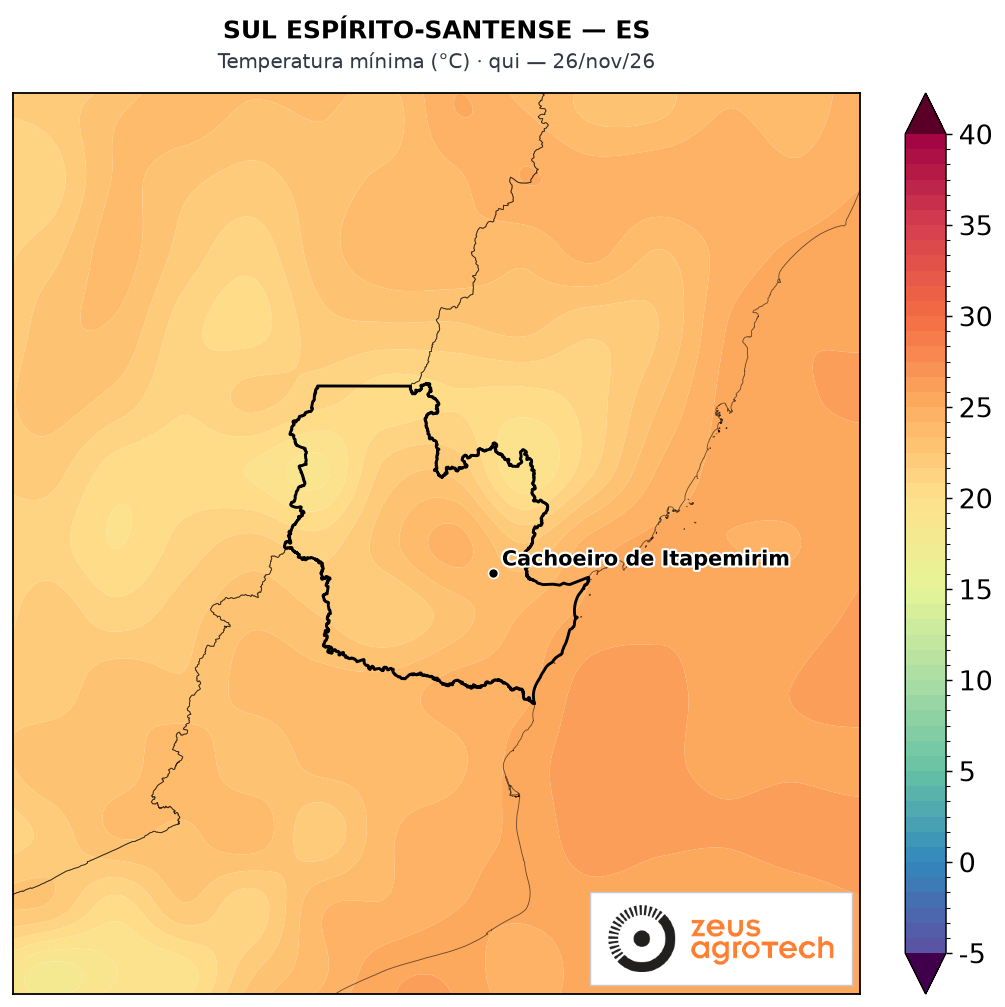 SUL ESPÍRITO-SANTENSE — ES
Temperatura mínima (°C) · qui — 26/nov/26
40
35
30
25
20
15
10
5
0
-5
Cachoeiro de Itapemirim
zeus
agrotech